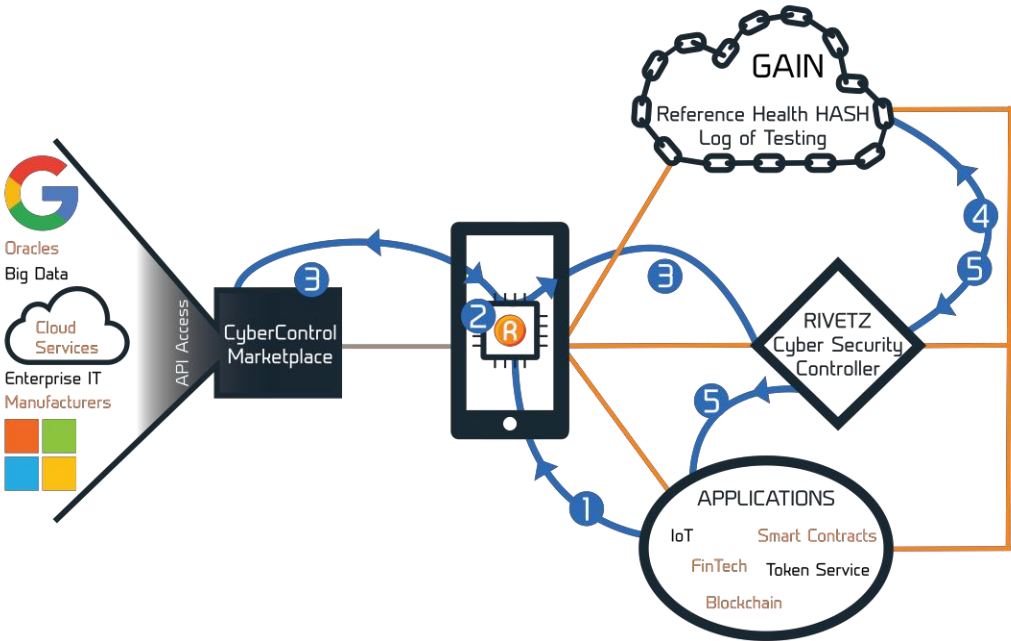 Oracles
Big Data
Cloud
Services
Enterprise IT
Manufacturers
API Access
CyberControl
Marketplace
3
2
R
3
1
GAIN
Reference Health HASH
Log of Testing
4
5
RIVETZ
Cyber Security
Controller
5
APPLICATIONS
IoT
Smart Contracts
FinTech
Token Service
Blockchain